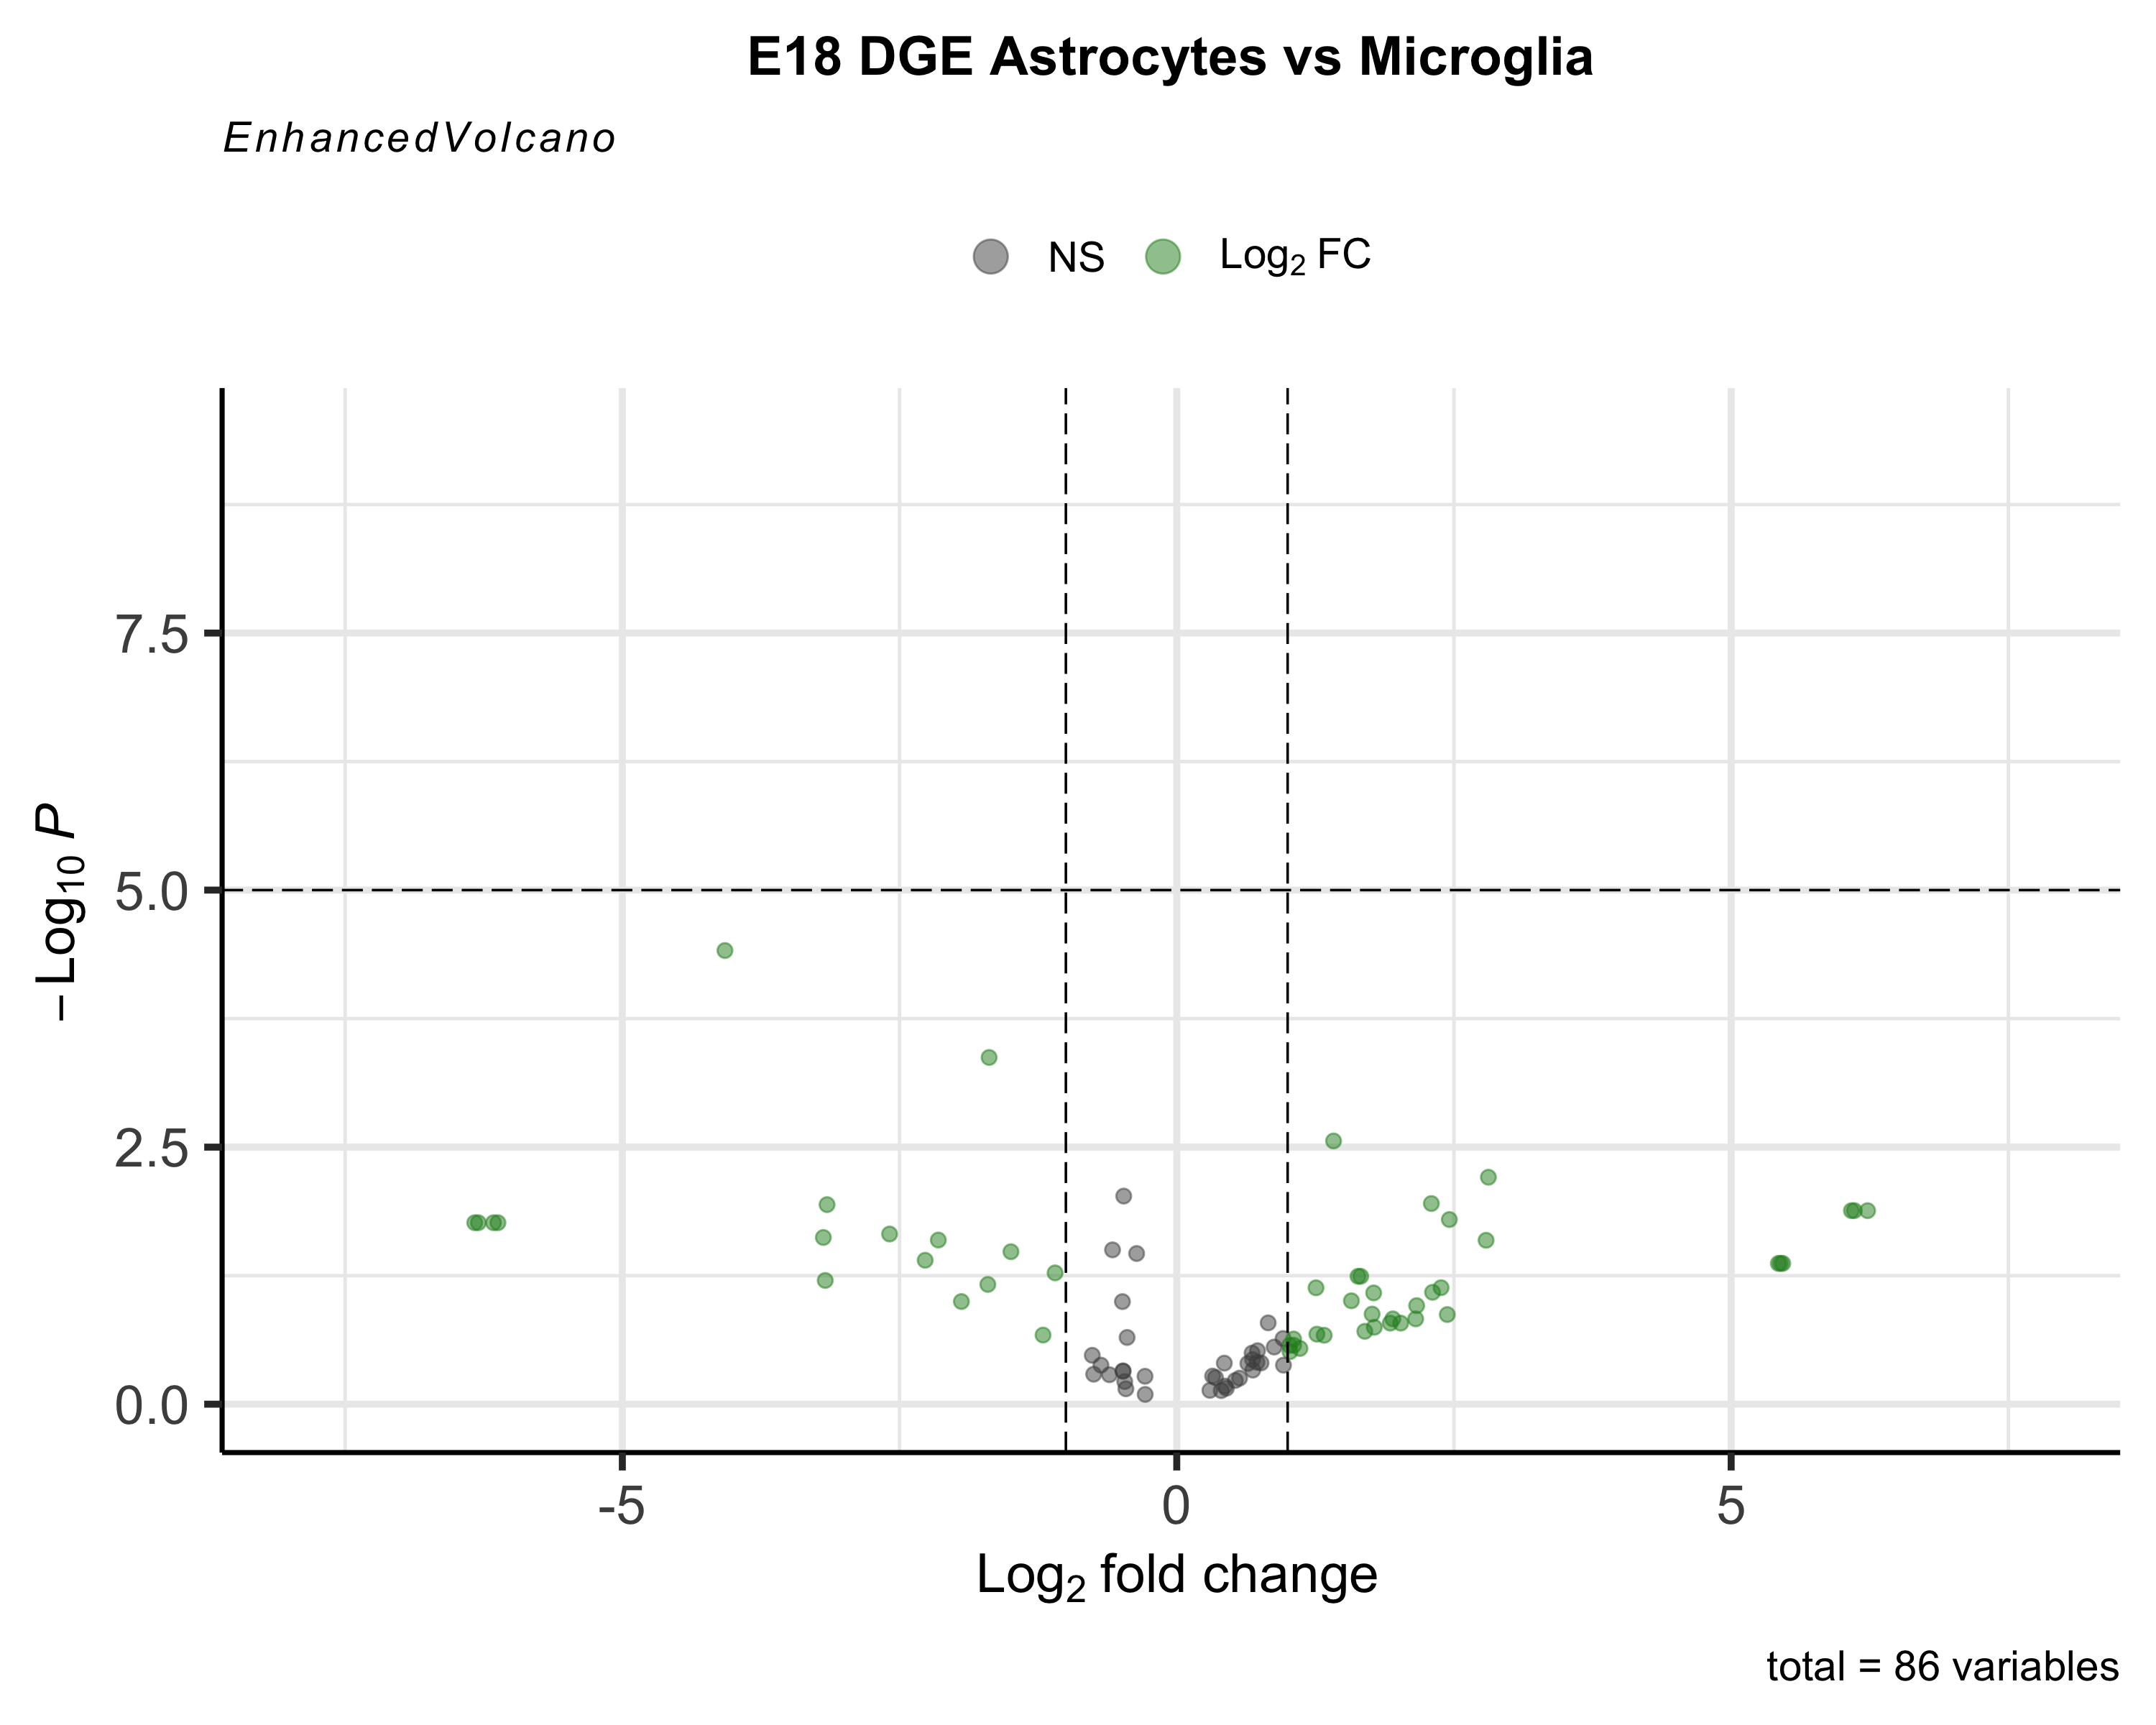 E18 DGE Astrocytes vs Microglia
EnhancedVolcano
NS Log2 FC
7.5
5.0
2.5
0.0
−Log10 P
-5 0 5
Log2 fold change
total = 86 variables